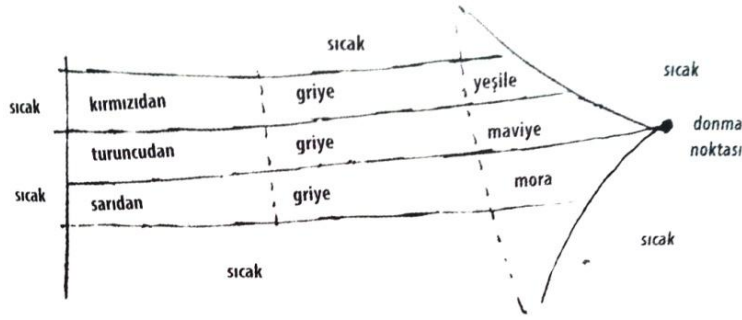 sıcak
sıcak
sıcak
kırmızıdan griye yeşile
donma
noktası
turuncudan griye maviye
sıcak
sarıdan griye mora
sıcak
sıcak